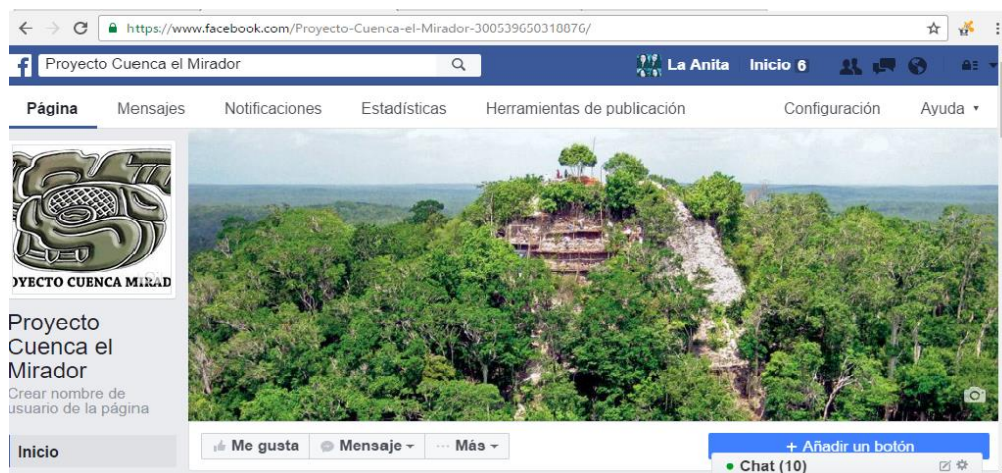 https://www.facebook.com/Proyecto-Cuenca-el-Mirador-300539650318876/
Proyecto Cuenca el Mirador
La Anita Inicio 6
Página Mensajes Notificaciones Estadísticas Herramientas de publicación Configuración Ayuda
OYECTO CUENCA MIRAD
Proyecto
Cuenca el
Mirador
Crear nombre de
usuario de la página
Inicio
Me gusta Mensaje ... Más + Añadir un botón
Chat (10)